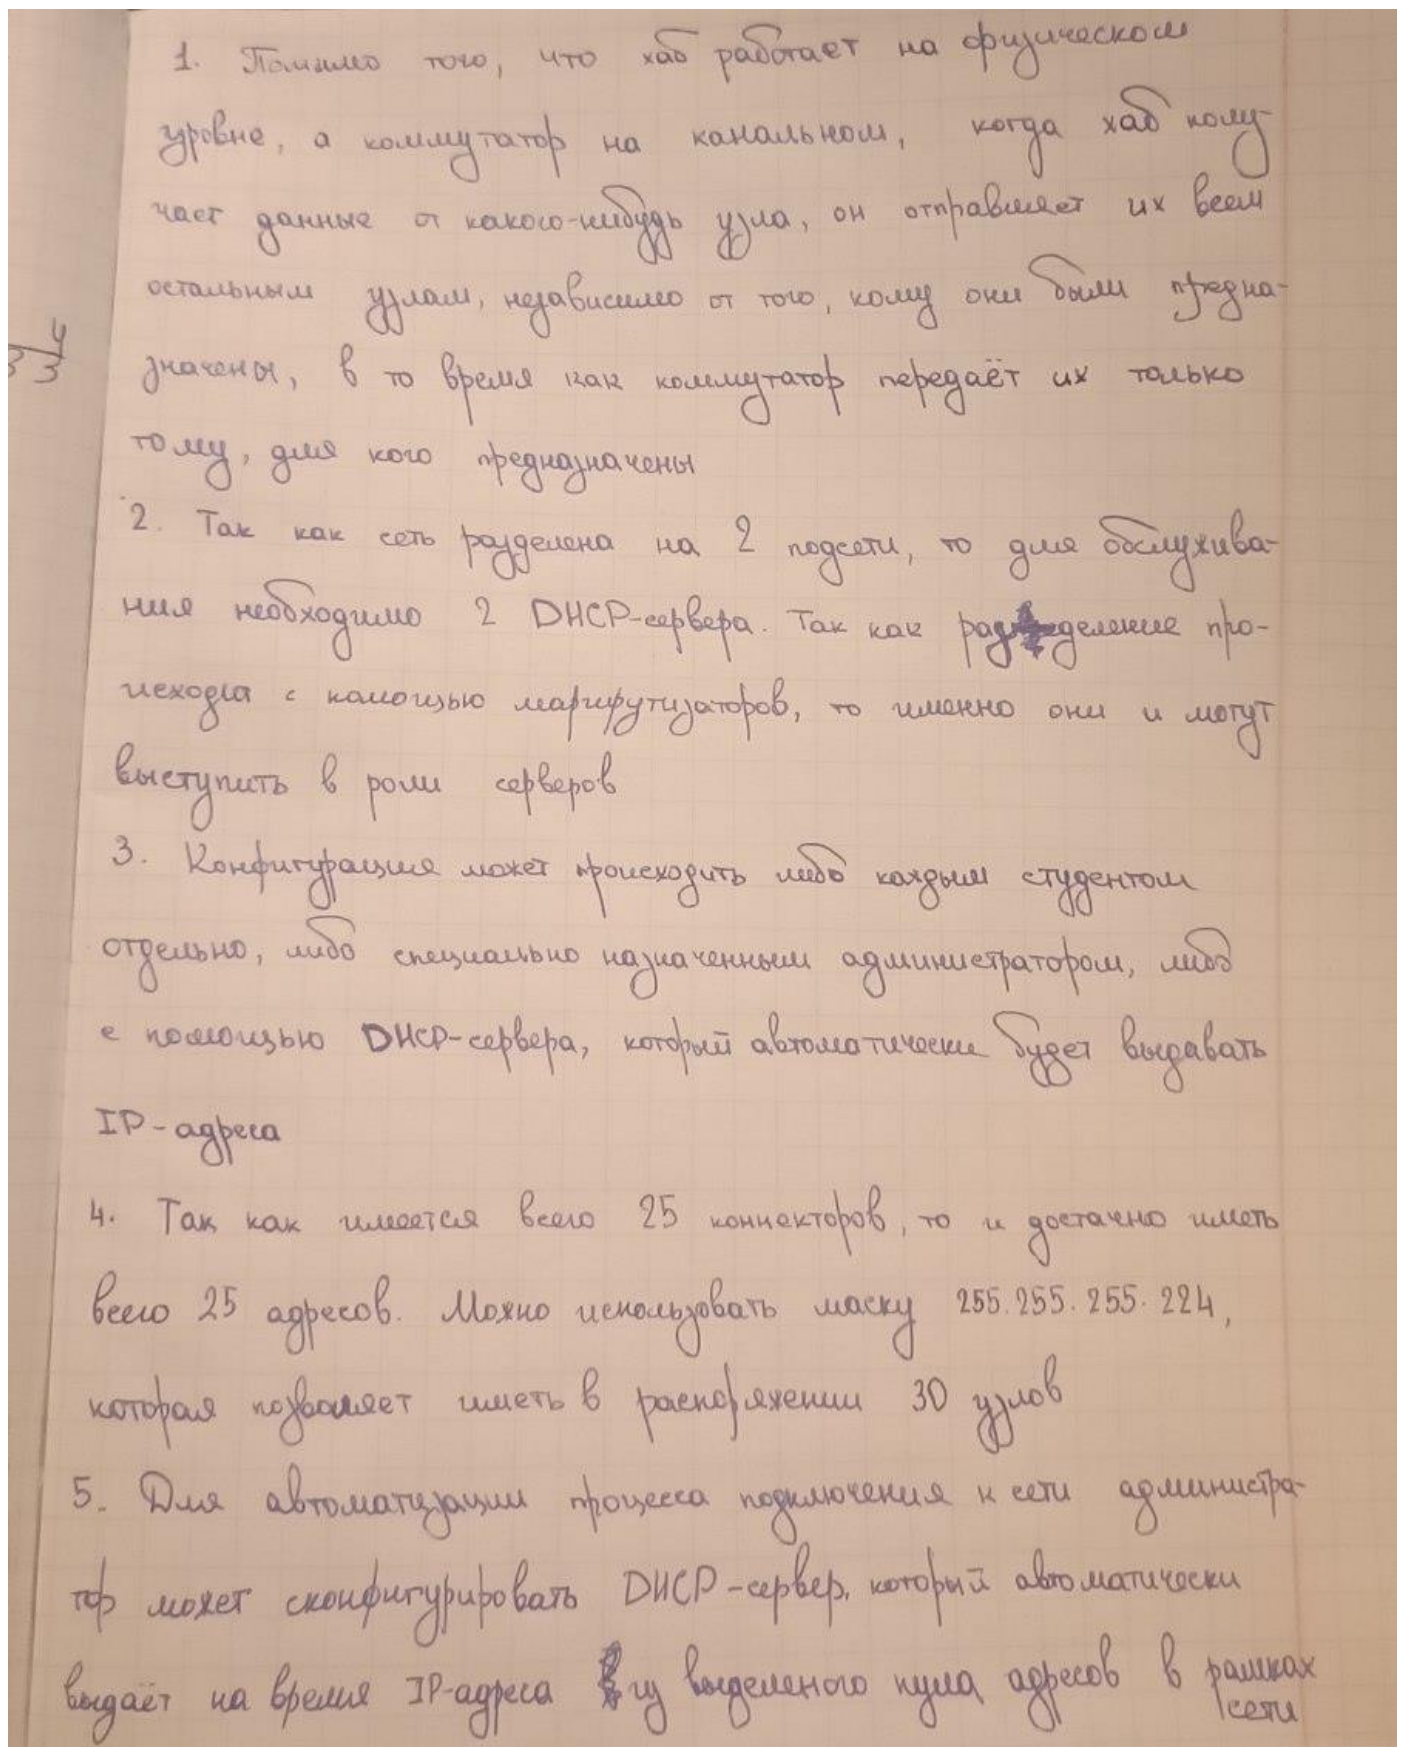 1. Помимо того, что хаб работает на физическом
уровне, а коммутатор на канальном, когда хаб полу-
чает данные от какого-нибудь узла, он отправляет их всем
остальным узлам, независимо от того, кому они были предна-
значены, в то время как коммутатор передаёт их только
тому, для кого предназначены
2. Так как сеть разделена на 2 подсети, то для обслужива-
ния необходимо 2 DHCP-сервера. Так как разделение про-
исходит с помощью маршрутизаторов, то именно они и могут
выступить в роли серверов
3. Конфигурация может происходить либо каждым студентом
отдельно, либо специально назначенным администратором, либо
с помощью DHCP-сервера, который автоматически будет выдавать
IP-адреса
4. Так как имеется всего 25 коннекторов, то и достачно иметь
всего 25 адресов. Можно использовать маску 255.255.255.224,
которая позволяет иметь в распоряжении 30 узлов
5. Для автоматизации процесса подключения к сети администра-
тор может сконфигурировать DHCP-сервер, который автоматически
выдаёт на время IP-адреса из выделеного пула адресов в рамках
сети